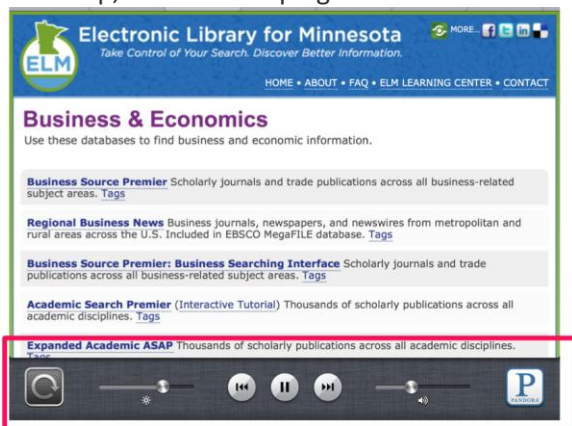 Electronic Library for Minnesota
MORE...
Take Control of Your Search. Discover Better Information.
ELM
HOME • ABOUT • FAQ • ELM LEARNING CENTER • CONTACT
Business & Economics
Use these databases to find business and economic information.
Business Source Premier Scholarly journals and trade publications across all business-related
subject areas. Tags
Regional Business News Business journals, newspapers, and newswires from metropolitan and
rural areas across the U.S. Included in EBSCO MegaFILE database. Tags
Business Source Premier: Business Searching Interface Scholarly journals and trade
publications across all business-related subject areas. Tags
Academic Search Premier (Interactive Tutorial) Thousands of scholarly publications across all
academic disciplines. Tags
Expanded Academic ASAP Thousands of scholarly publications across all academic disciplines.
Tags
P
PANDORA